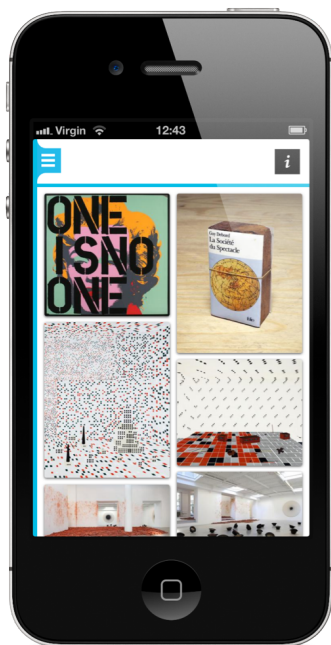 Virgin
12:43
i
ONE
IS NO
ONE
Guy Debord
La Société
du Spectacle